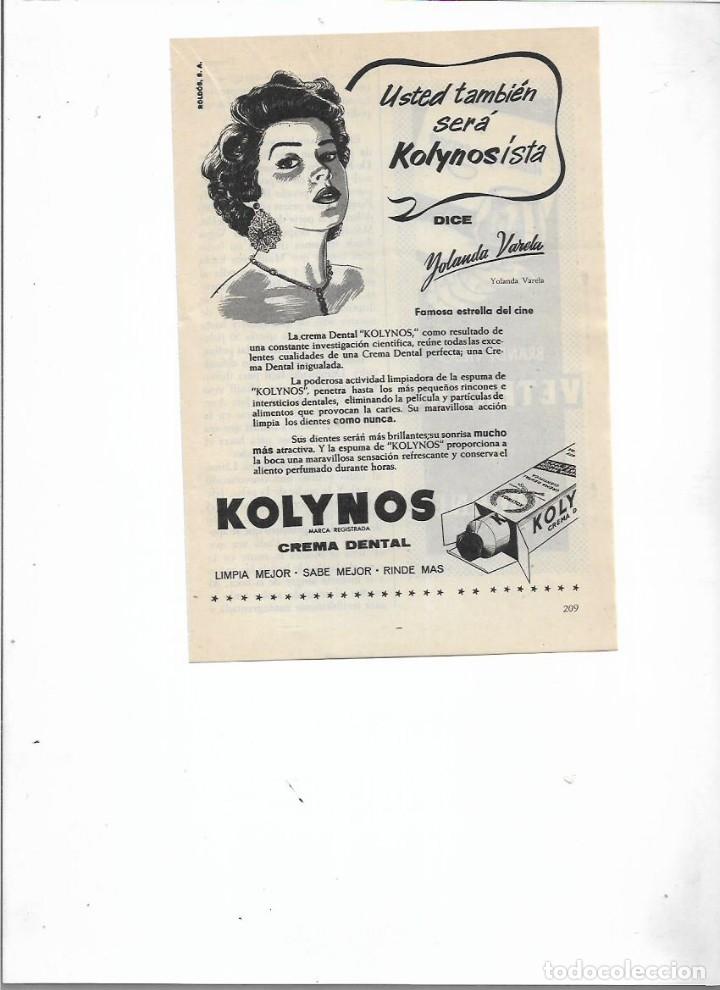 ROLDÓS, S. A.
Usted también
será
Kolynosísta
DICE
Yolanda Varela
Yolanda Varela
Famosa estrella del cine
La crema Dental "KOLYNOS," como resultado de
una constante investigación científica, reúne todas las exce-
lentes cualidades de una Crema Dental perfecta; una Cre-
ma Dental inigualada.
La poderosa actividad limpiadora de la espuma de
"KOLYNOS", penetra hasta los más pequeños rincones e
intersticios dentales, eliminando la película y partículas de
alimentos que provocan la caries. Su maravillosa acción
limpia los dientes como nunca.
Sus dientes serán más brillantes; su sonrisa mucho
más atractiva. Y la espuma de "KOLYNOS" proporciona a
la boca una maravillosa sensación refrescante y conserva el
aliento perfumado durante horas.
KOLYNOS
MARCA REGISTRADA
CREMA DENTAL
LIMPIA MEJOR · SABE MEJOR · RINDE MAS
KOLY
CREMA D
209
todocoleccion